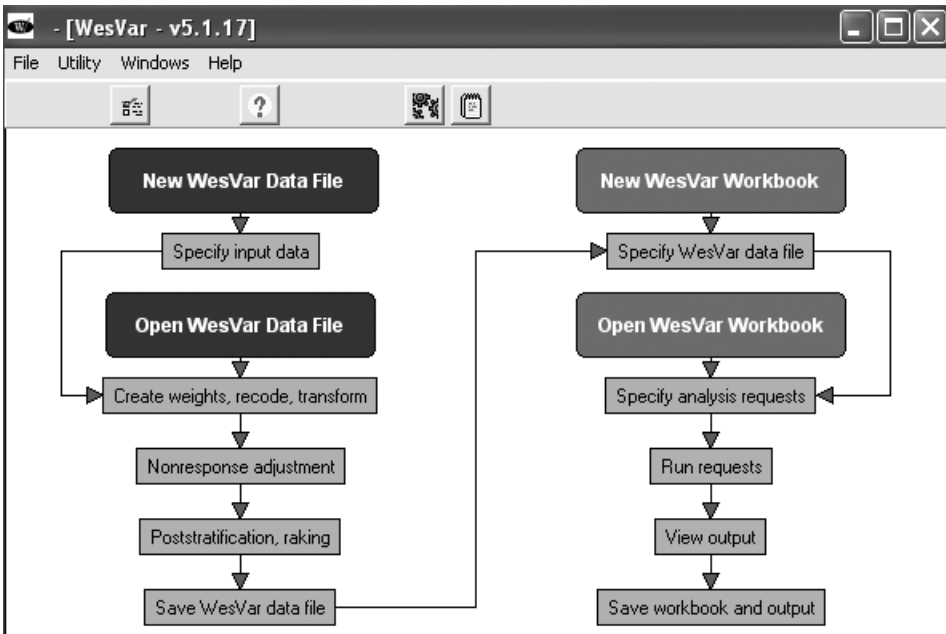 - [WesVar - v5.1.17]
File Utility Windows Help
New WesVar Data File
Specify input data
Open WesVar Data File
Create weights, recode, transform
Nonresponse adjustment
Poststratification, raking
Save WesVar data file
New WesVar Workbook
Specify WesVar data file
Open WesVar Workbook
Specify analysis requests
Run requests
View output
Save workbook and output